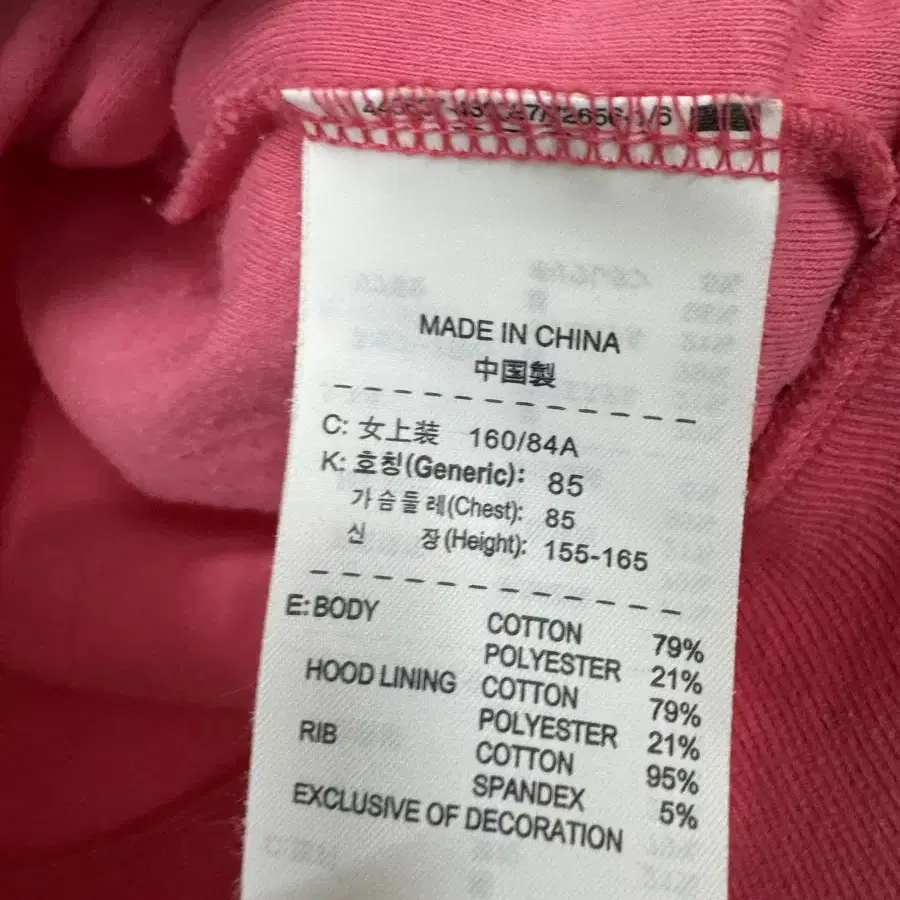 MADE IN CHINA
中国製
C: 女上装 160/84A
K: 호칭(Generic): 85
가슴둘레(Chest): 85
신 장(Height): 155-165
E: BODY COTTON 79%
POLYESTER 21%
HOOD LINING COTTON 79%
POLYESTER 21%
RIB COTTON 95%
SPANDEX 5%
EXCLUSIVE OF DECORATION